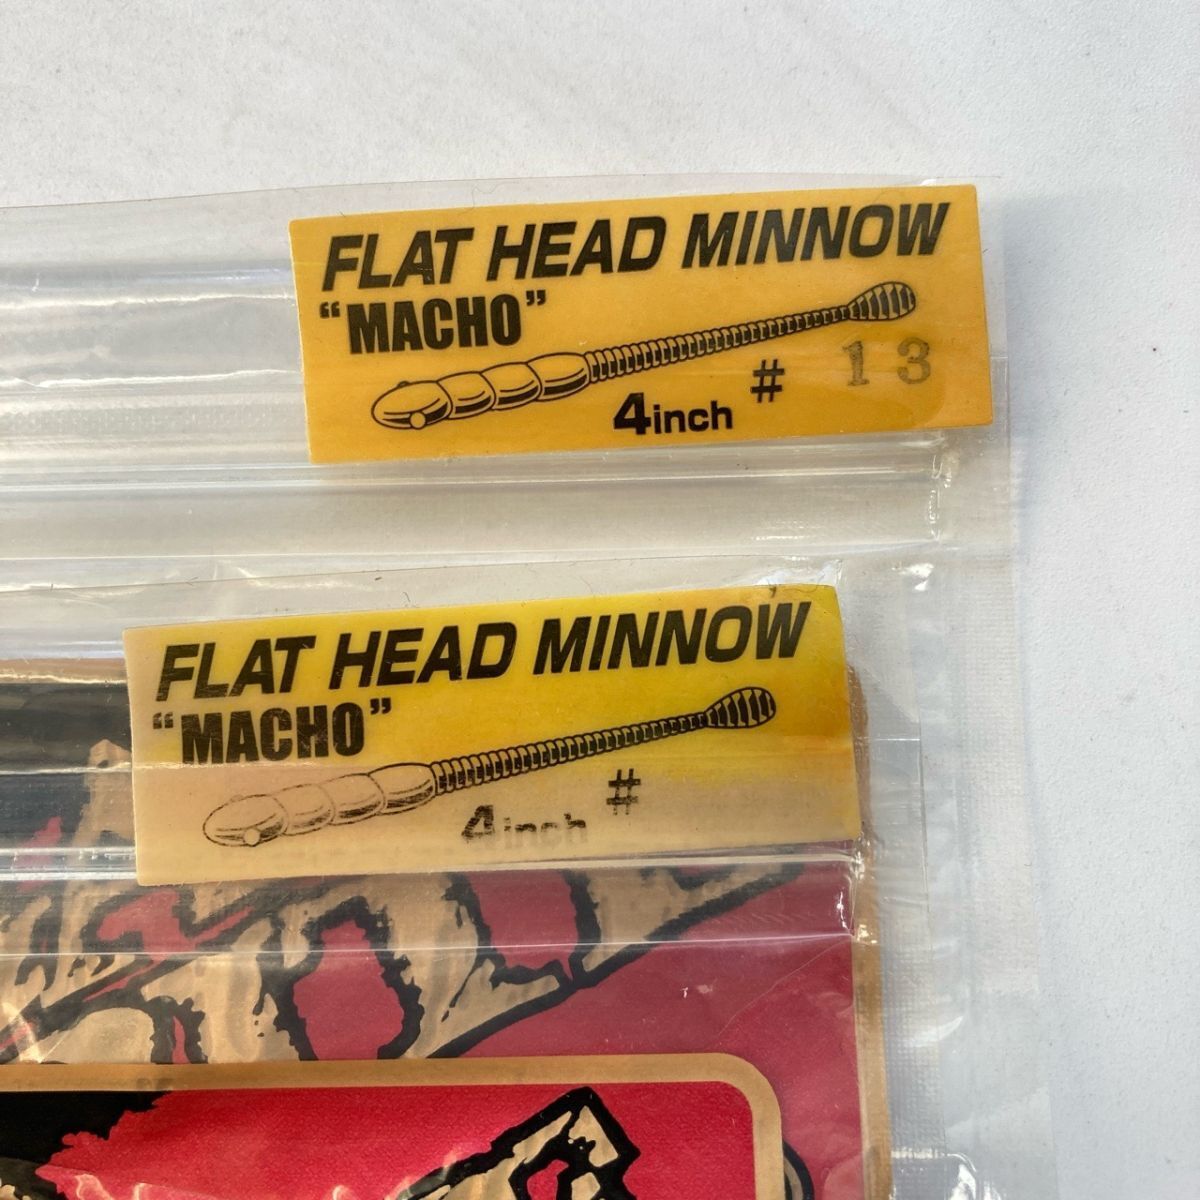 FLAT HEAD MINNOW
"MACHO"
4inch # 13
FLAT HEAD MINNOW
"MACHO"
4inch #